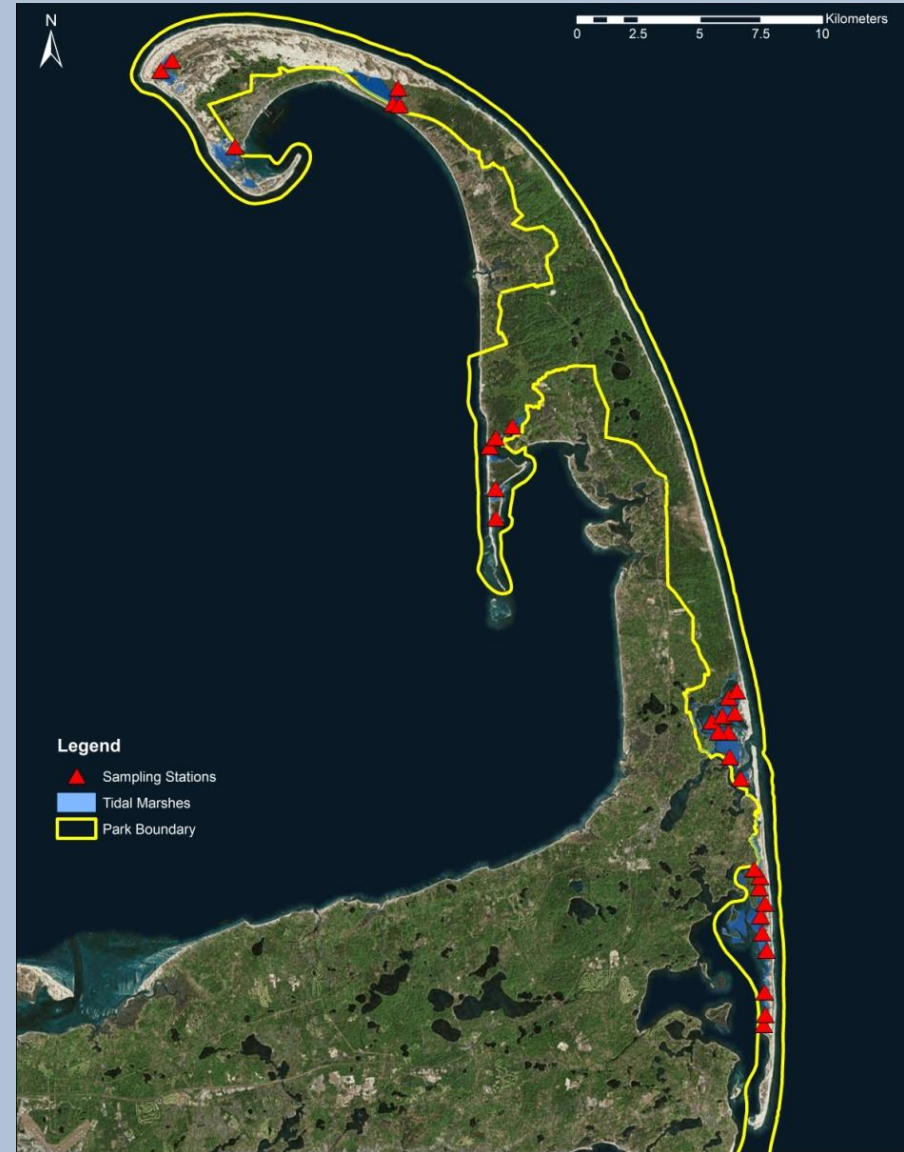 N
Kilometers
0 2.5 5 7.5 10
Legend
Sampling Stations
Tidal Marshes
Park Boundary